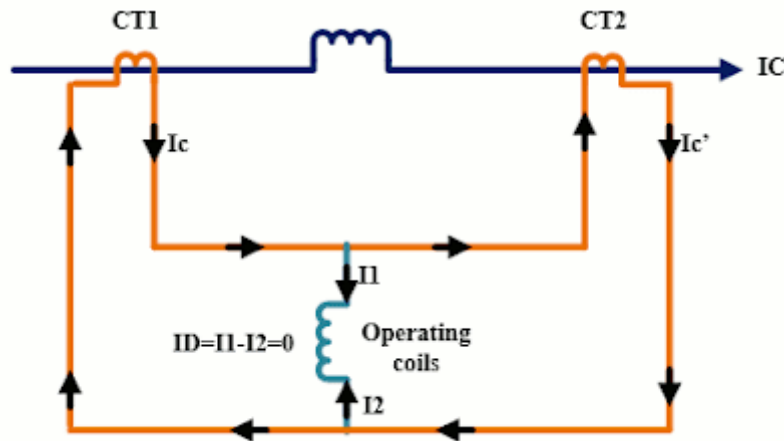 CT1
CT2
IC
Ic
Ic’
I1
ID=I1-I2=0
Operating
coils
I2